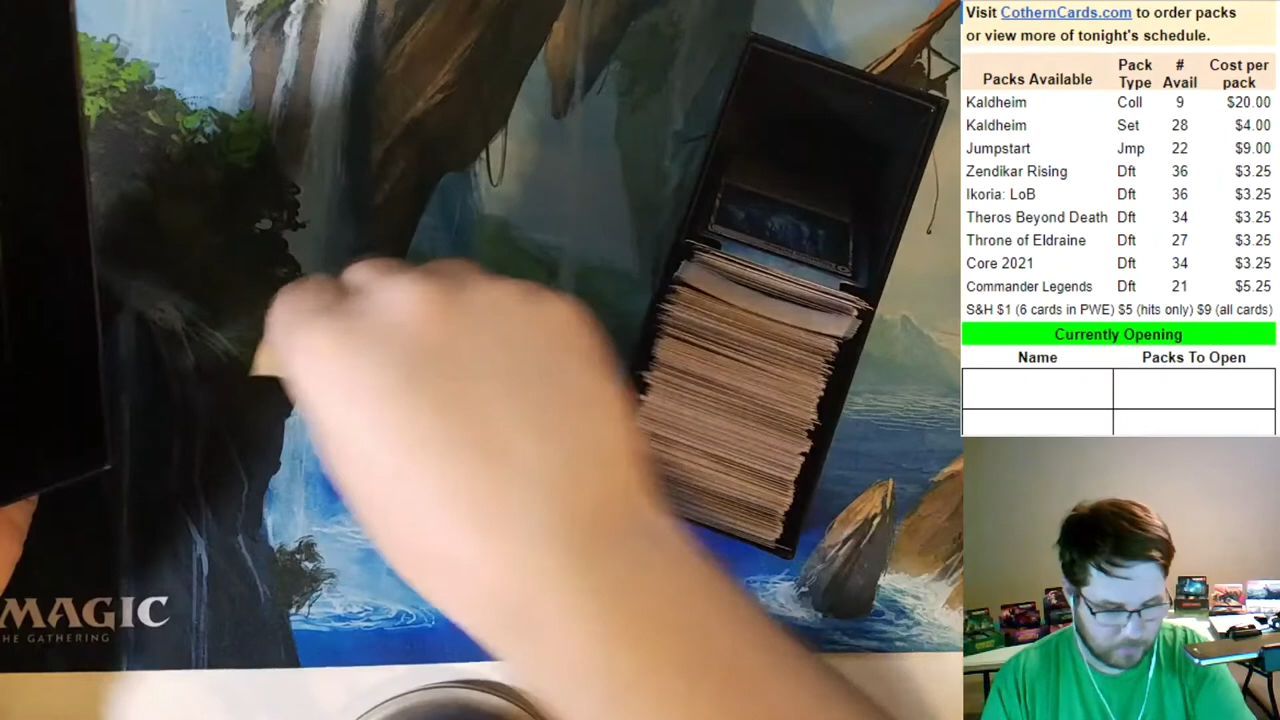 Visit CothernCards.com to order packs
or view more of tonight's schedule.
Packs Available Pack Type # Avail Cost per pack
Kaldheim Coll 9 $20.00
Kaldheim Set 28 $4.00
Jumpstart Jmp 22 $9.00
Zendikar Rising Dft 36 $3.25
Ikoria: LoB Dft 36 $3.25
Theros Beyond Death Dft 34 $3.25
Throne of Eldraine Dft 27 $3.25
Core 2021 Dft 34 $3.25
Commander Legends Dft 21 $5.25
S&H $1 (6 cards in PWE) $5 (hits only) $9 (all cards)
Currently Opening
Name Packs To Open
MAGIC
HE GATHERING